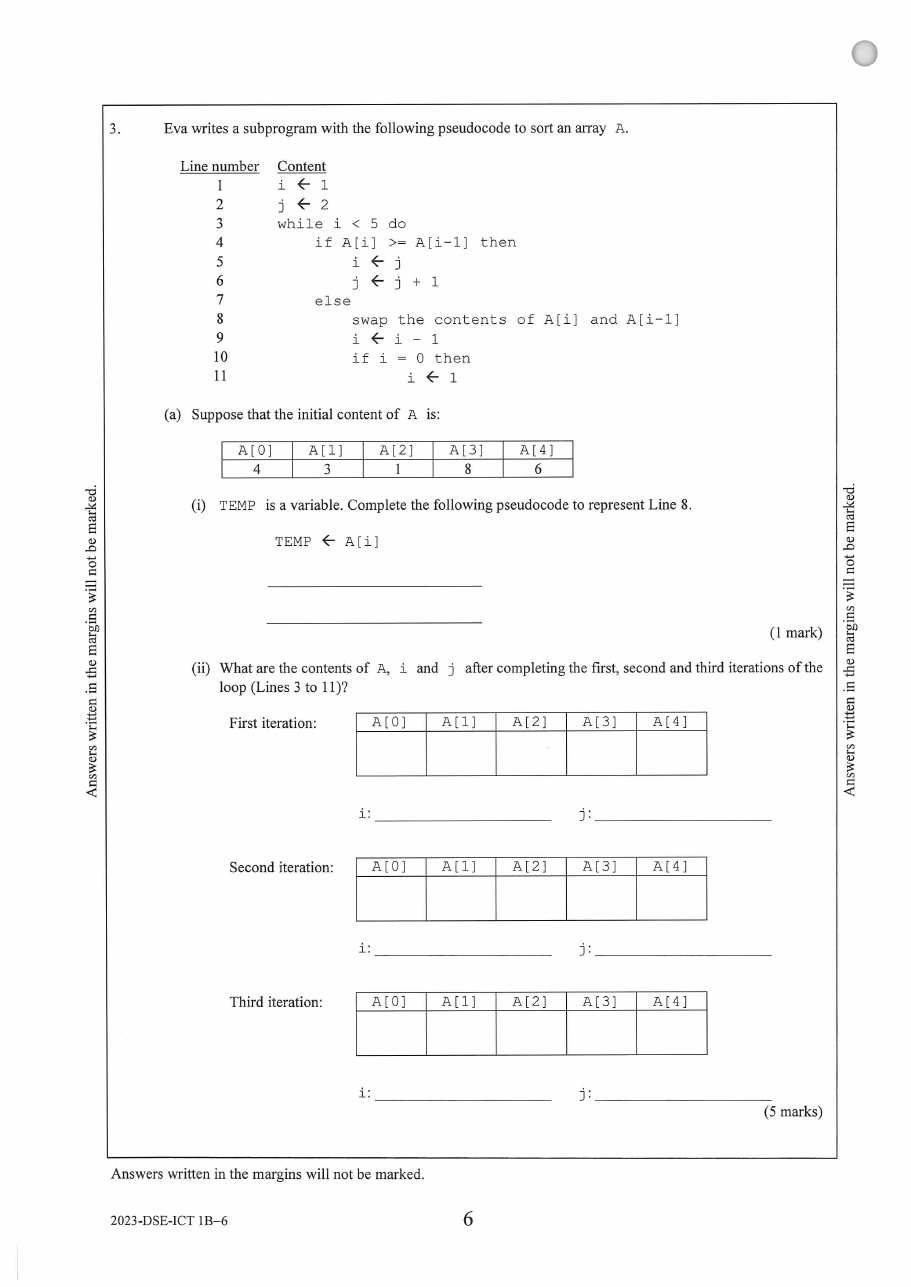 3. Eva writes a subprogram with the following pseudocode to sort an array A.
Line number Content
1 i ← 1
2 j ← 2
3 while i < 5 do
4 if A[i] >= A[i-1] then
5 i ← j
6 j ← j + 1
7 else
8 swap the contents of A[i] and A[i-1]
9 i ← i - 1
10 if i = 0 then
11 i ← 1
(a) Suppose that the initial content of A is:
A[0] A[1] A[2] A[3] A[4]
4 3 1 8 6
(i) TEMP is a variable. Complete the following pseudocode to represent Line 8.
TEMP ← A[i]
(1 mark)
(ii) What are the contents of A, i and j after completing the first, second and third iterations of the
loop (Lines 3 to 11)?
First iteration: A[0] A[1] A[2] A[3] A[4]
i: j:
Second iteration: A[0] A[1] A[2] A[3] A[4]
i: j:
Third iteration: A[0] A[1] A[2] A[3] A[4]
i: j:
(5 marks)
Answers written in the margins will not be marked.
Answers written in the margins will not be marked.
Answers written in the margins will not be marked.
2023-DSE-ICT 1B–6 6